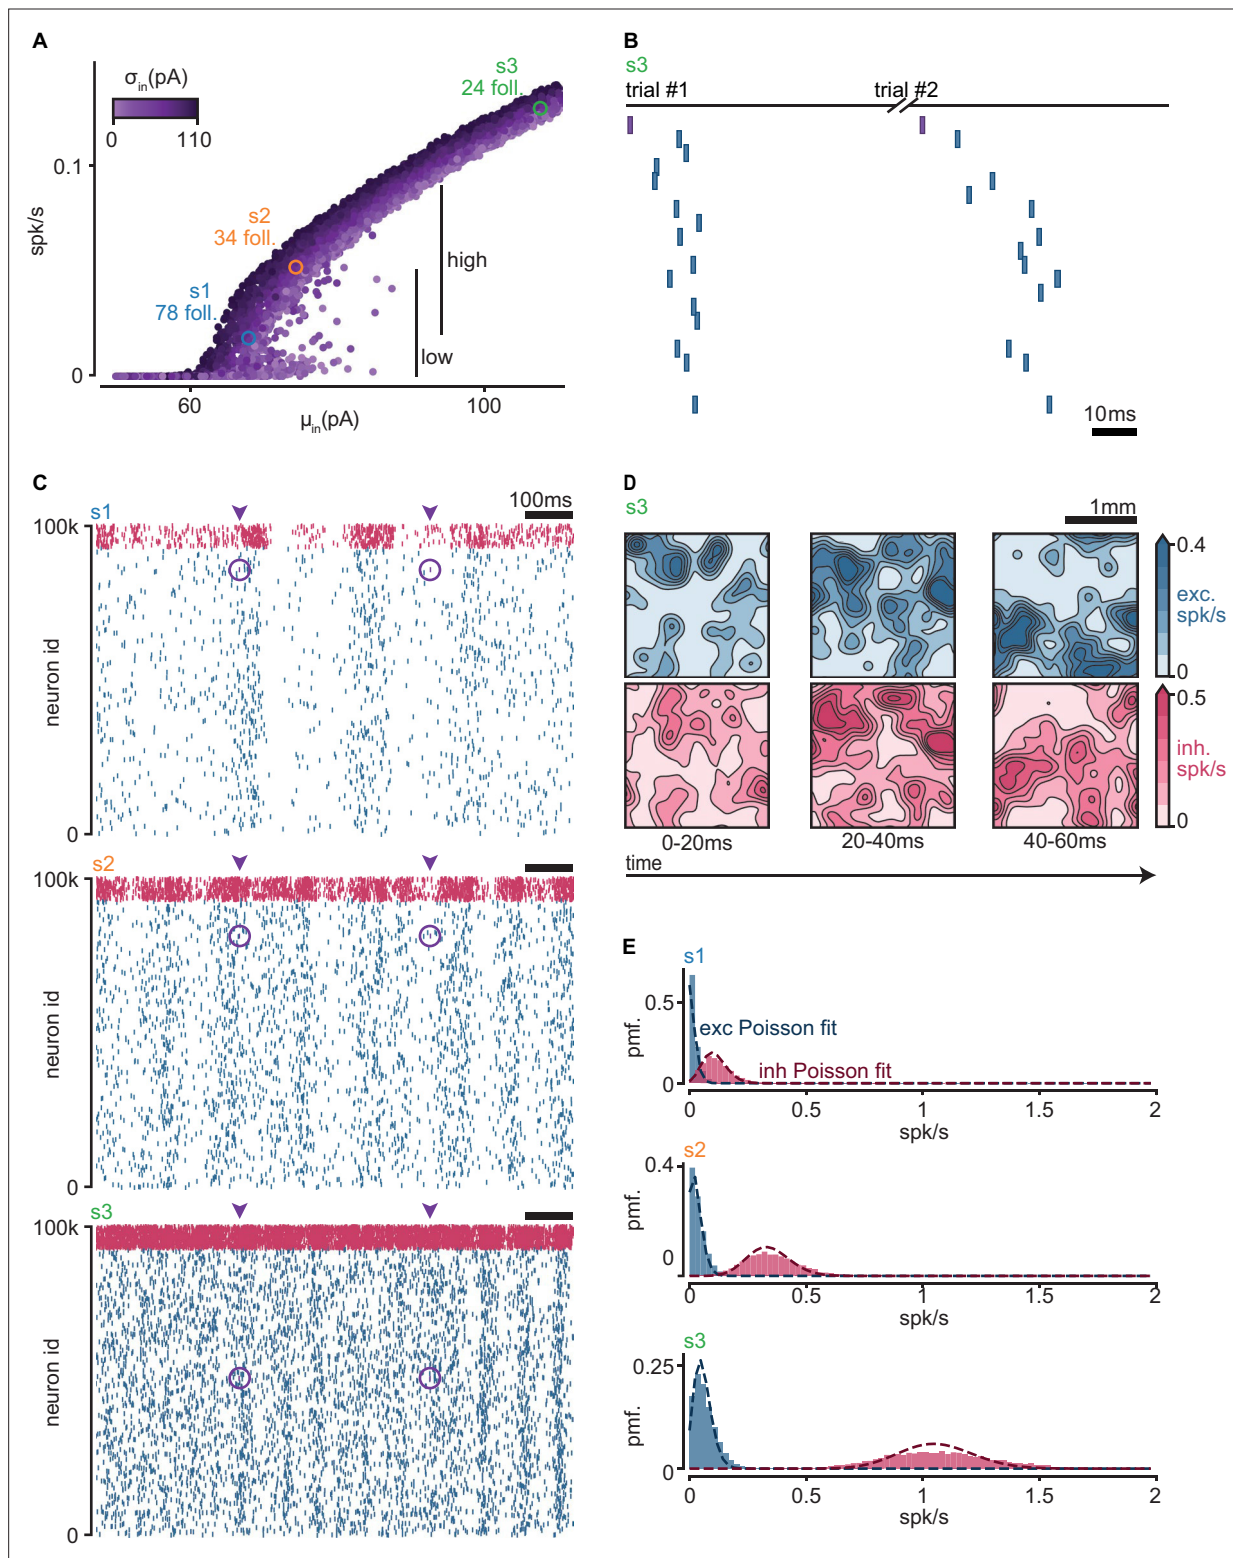 A
σin(pA)
0 110
s3
24 foll.
s2
34 foll.
s1
78 foll.
high
low
0.1
0
spk/s
60 100
μin(pA)
B
s3
trial #1 trial #2
10ms
C
s1
100ms
100k
neuron id
0
s2
100k
neuron id
0
s3
100k
neuron id
0
D
s3
1mm
0.4
exc.
spk/s
0
0.5
inh.
spk/s
0
0-20ms 20-40ms 40-60ms
time
E
s1
0.5
0
pmf.
exc Poisson fit
inh Poisson fit
0 0.5 1 1.5 2
spk/s
s2
0.4
0
pmf.
0 0.5 1 1.5 2
spk/s
s3
0.25
0
pmf.
0 0.5 1 1.5 2
spk/s